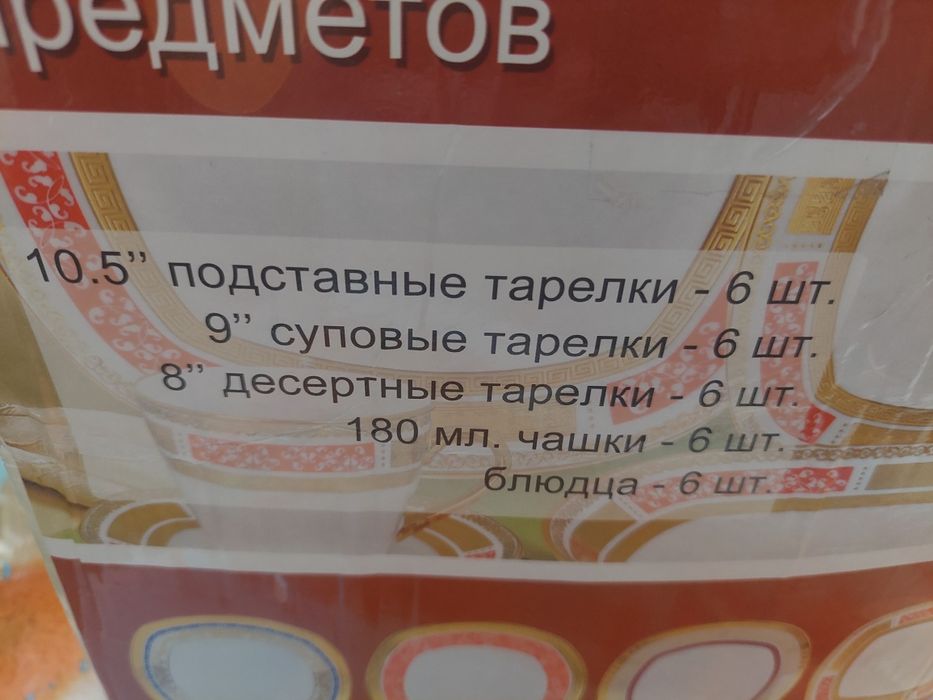 предметов
10.5” подставные тарелки - 6 шт.
9” суповые тарелки - 6 шт.
8” десертные тарелки - 6 шт.
180 мл. чашки - 6 шт.
блюдца - 6 шт.